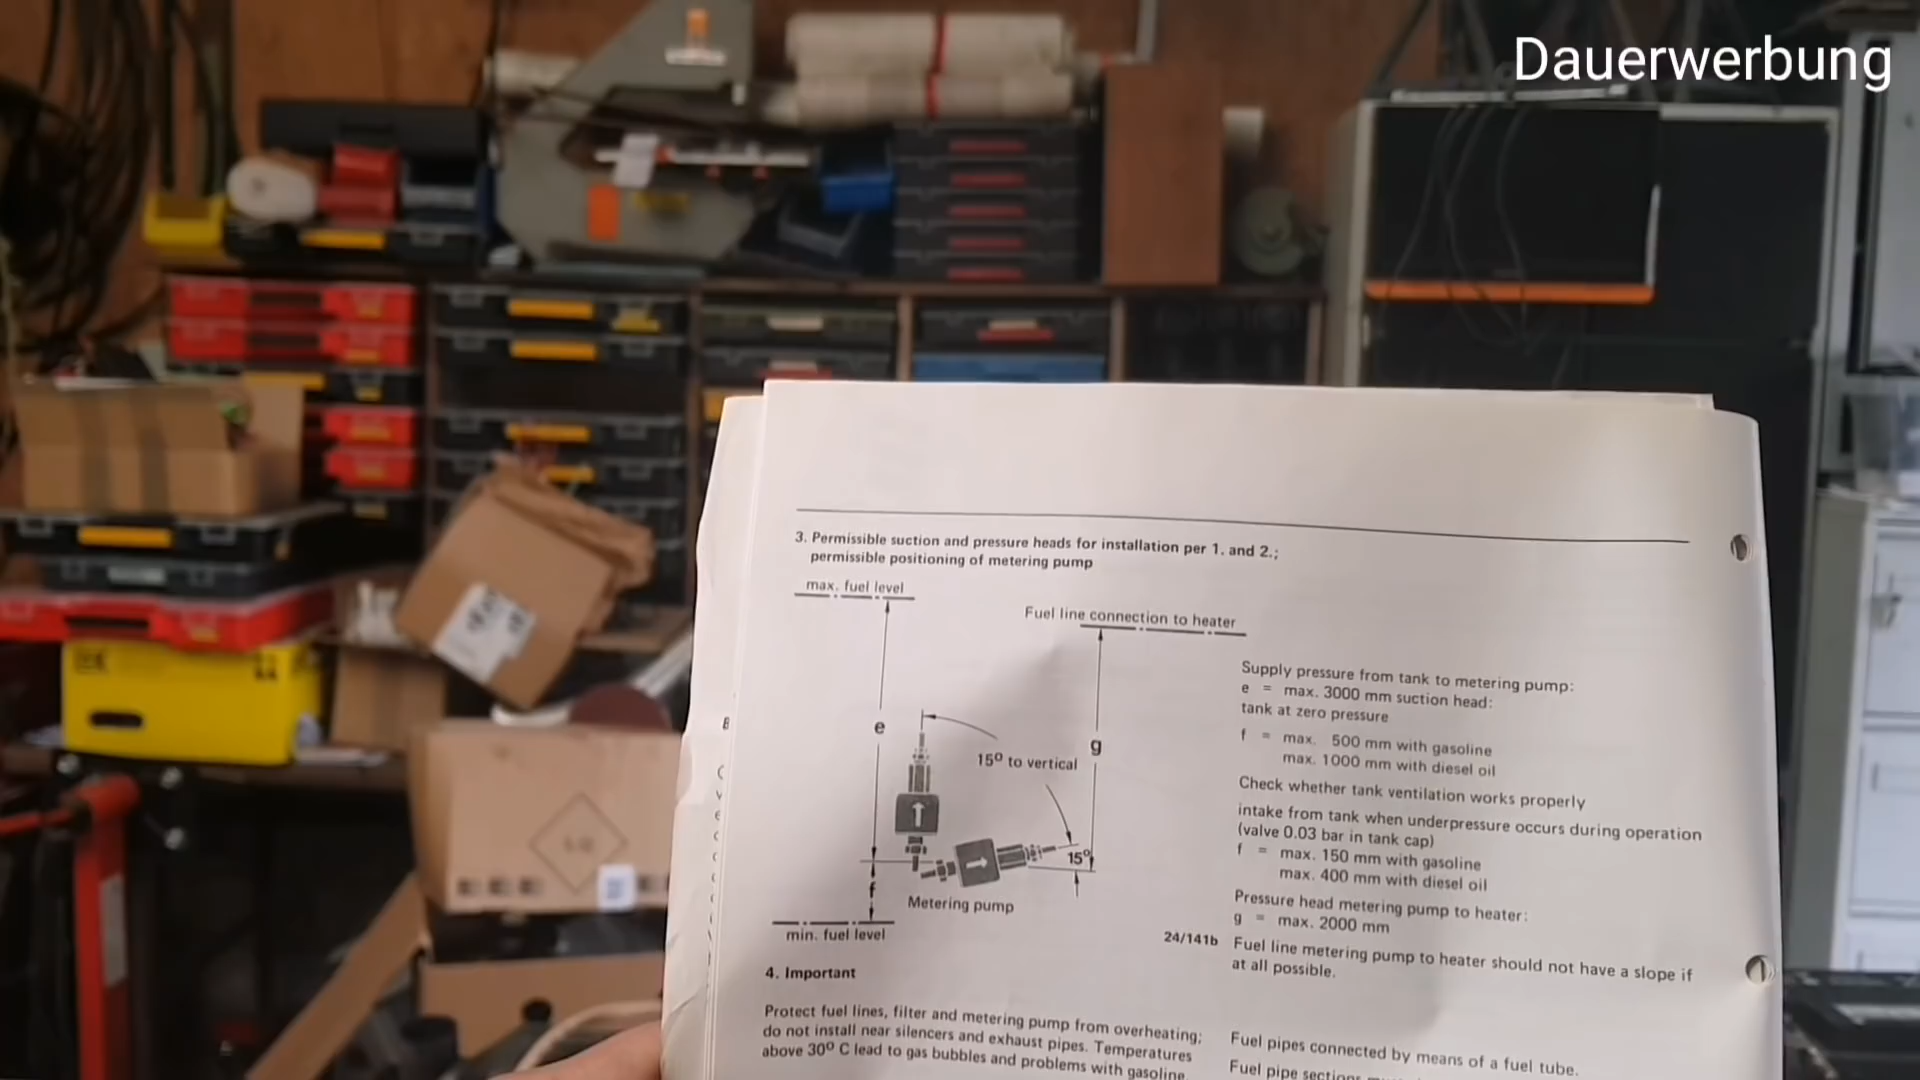 Dauerwerbung
3. Permissible suction and pressure heads for installation per 1. and 2.;
permissible positioning of metering pump
max. fuel level
Fuel line connection to heater
e
15° to vertical
g
15°
f
Metering pump
min. fuel level
Supply pressure from tank to metering pump:
e = max. 3000 mm suction head:
tank at zero pressure
f = max. 500 mm with gasoline
max. 1000 mm with diesel oil
Check whether tank ventilation works properly
intake from tank when underpressure occurs during operation
(valve 0.03 bar in tank cap)
f = max. 150 mm with gasoline
max. 400 mm with diesel oil
Pressure head metering pump to heater:
g = max. 2000 mm
24/141b
Fuel line metering pump to heater should not have a slope if
at all possible.
4. Important
Protect fuel lines, filter and metering pump from overheating;
do not install near silencers and exhaust pipes. Temperatures
above 30° C lead to gas bubbles and problems with gasoline
Fuel pipes connected by means of a fuel tube.
Fuel pipe sections